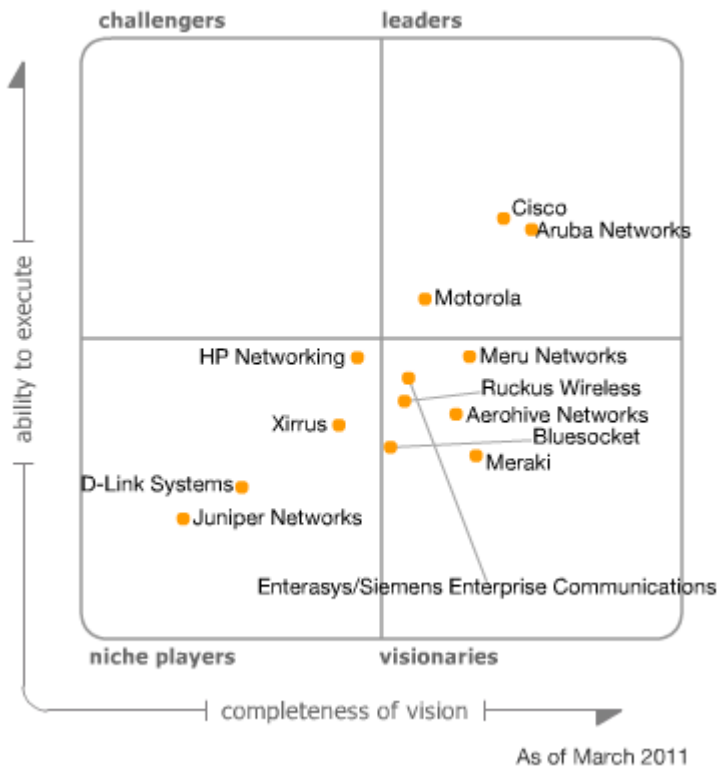 challengers
leaders
Cisco
Aruba Networks
Motorola
HP Networking
Meru Networks
Ruckus Wireless
Aerohive Networks
Xirrus
Bluesocket
Meraki
D-Link Systems
Juniper Networks
Enterasys/Siemens Enterprise Communications
niche players
visionaries
ability to execute
completeness of vision
As of March 2011